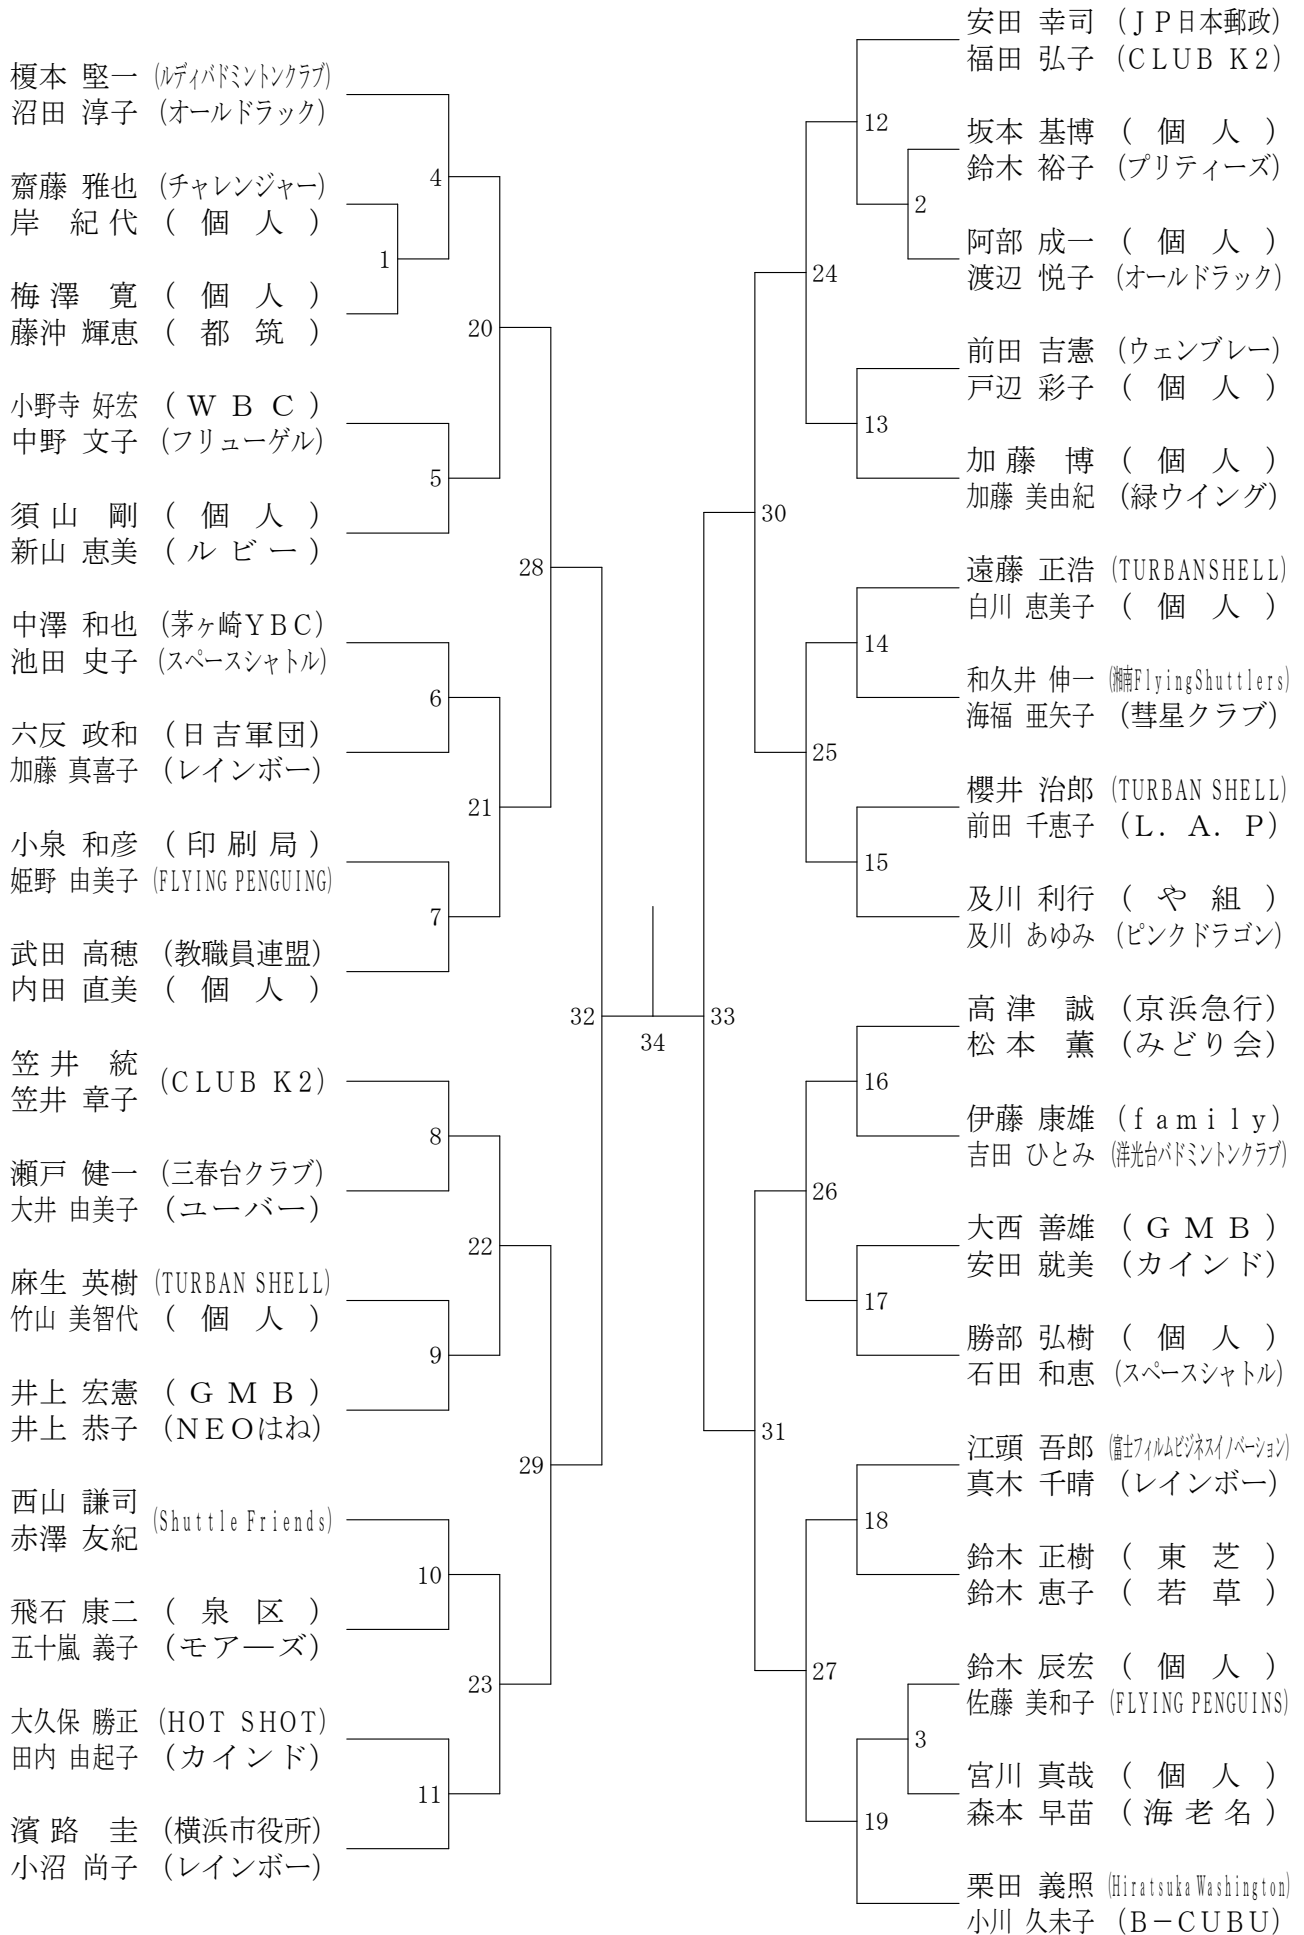 榎本 堅一 (ルディバドミントンクラブ)
沼田 淳子 (オールドラック)
齋藤 雅也 (チャレンジャー)
岸 紀代 (個人)
梅澤 寛 (個人)
藤沖 輝恵 (都筑)
小野寺 好宏 (WBC)
中野 文子 (フリューゲル)
須山 剛 (個人)
新山 恵美 (ルビー)
中澤 和也 (茅ヶ崎YBC)
池田 史子 (スペースシャトル)
六反 政和 (日吉軍団)
加藤 真喜子 (レインボー)
小泉 和彦 (印刷局)
姫野 由美子 (FLYING PENGUING)
武田 高穂 (教職員連盟)
内田 直美 (個人)
笠井 統
笠井 章子
(CLUB K2)
瀬戸 健一 (三春台クラブ)
大井 由美子 (ユーバー)
麻生 英樹 (TURBAN SHELL)
竹山 美智代 (個人)
井上 宏憲 (GMB)
井上 恭子 (NEOはね)
西山 謙司
赤澤 友紀
(Shuttle Friends)
飛石 康二 (泉区)
五十嵐 義子 (モアーズ)
大久保 勝正 (HOT SHOT)
田内 由起子 (カインド)
濱路 圭 (横浜市役所)
小沼 尚子 (レインボー)
1
4
5
6
7
8
9
10
11
20
21
22
23
28
29
32
34
33
30
31
24
25
26
27
12
2
13
14
15
16
17
18
3
19
安田 幸司 (JP日本郵政)
福田 弘子 (CLUB K2)
坂本 基博 (個人)
鈴木 裕子 (プリティーズ)
阿部 成一 (個人)
渡辺 悦子 (オールドラック)
前田 吉憲 (ウェンブレー)
戸辺 彩子 (個人)
加藤 博 (個人)
加藤 美由紀 (緑ウイング)
遠藤 正浩 (TURBANSHELL)
白川 恵美子 (個人)
和久井 伸一 (湘南FlyingShuttlers)
海福 亜矢子 (彗星クラブ)
櫻井 治郎 (TURBAN SHELL)
前田 千恵子 (L. A. P)
及川 利行 (や組)
及川 あゆみ (ピンクドラゴン)
高津 誠 (京浜急行)
松本 薫 (みどり会)
伊藤 康雄 (family)
吉田 ひとみ (洋光台バドミントンクラブ)
大西 善雄 (GMB)
安田 就美 (カインド)
勝部 弘樹 (個人)
石田 和恵 (スペースシャトル)
江頭 吾郎 (富士フイルムビジネスイノベーション)
真木 千晴 (レインボー)
鈴木 正樹 (東芝)
鈴木 恵子 (若草)
鈴木 辰宏 (個人)
佐藤 美和子 (FLYING PENGUINS)
宮川 真哉 (個人)
森本 早苗 (海老名)
栗田 義照 (Hiratsuka Washington)
小川 久未子 (B-CUBU)